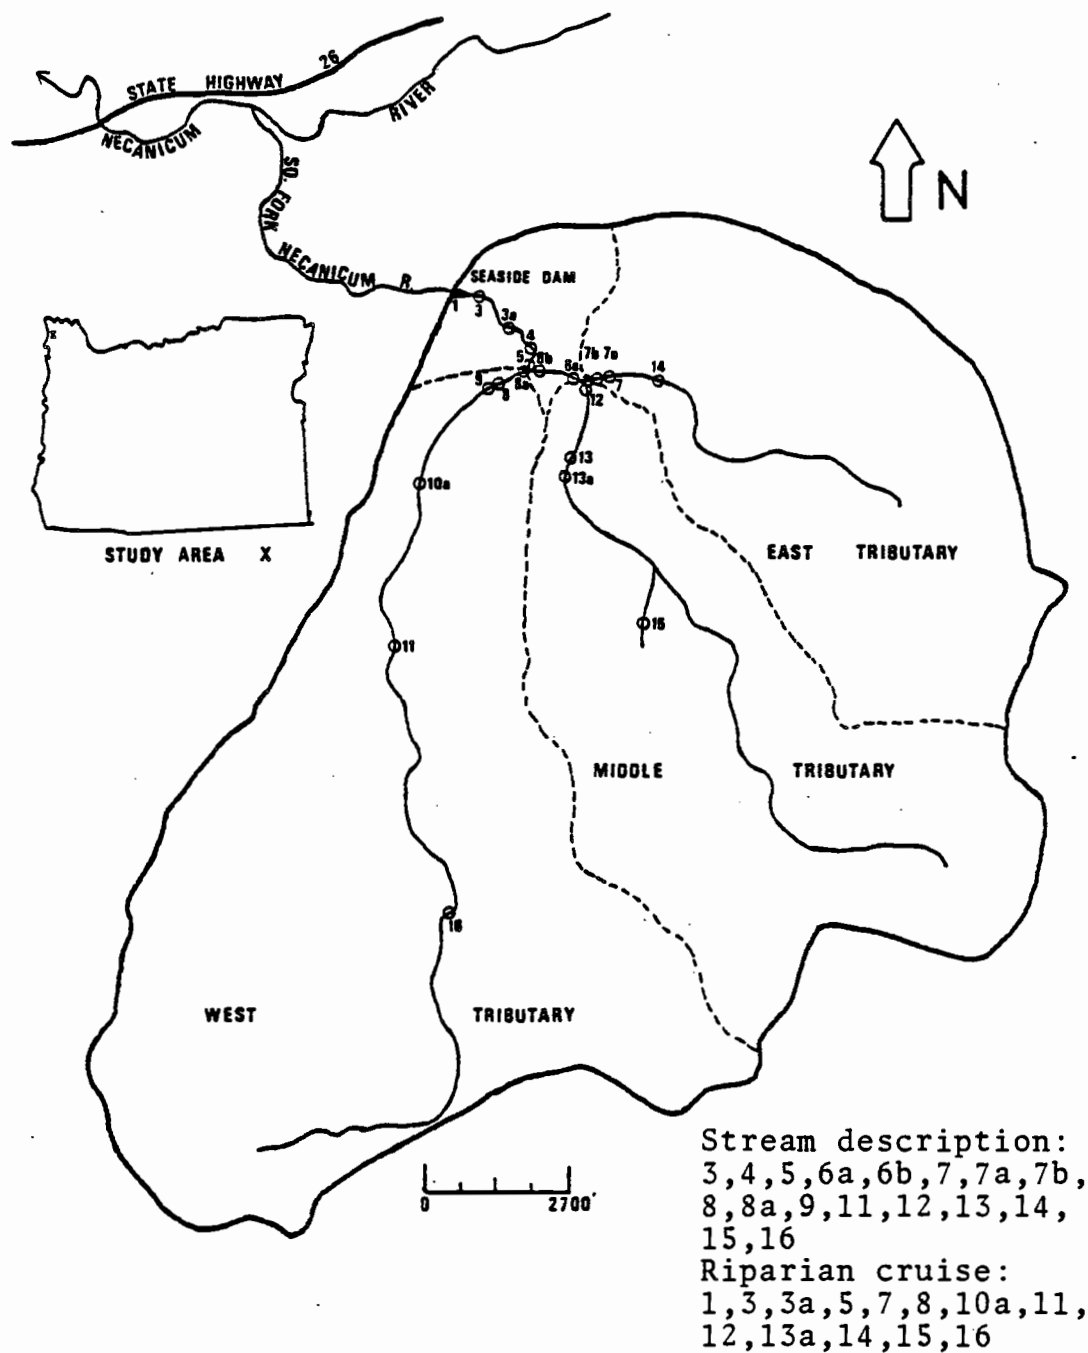 STATE HIGHWAY 26
NECANICUM RIVER
SO. FORK NECANICUM R.
N
SEASIDE DAM
1
3
3a
4
5
6b
6a
7b
7a
7
14
9
8
8a
12
13
13a
10a
11
15
16
STUDY AREA X
EAST TRIBUTARY
MIDDLE TRIBUTARY
WEST TRIBUTARY
0 2700'
Stream description:
3,4,5,6a,6b,7,7a,7b,
8,8a,9,11,12,13,14,
15,16
Riparian cruise:
1,3,3a,5,7,8,10a,11,
12,13a,14,15,16